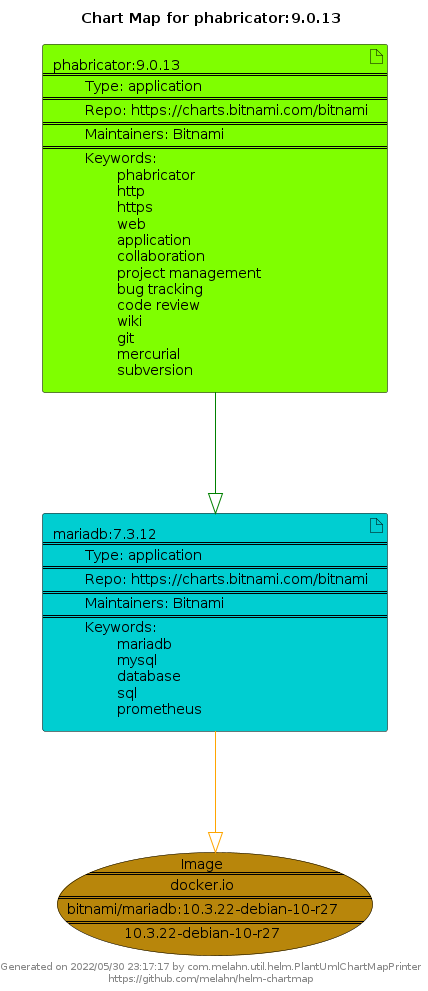 Chart Map for phabricator:9.0.13
phabricator:9.0.13
Type: application
Repo: https://charts.bitnami.com/bitnami
Maintainers: Bitnami
Keywords:
phabricator
http
https
web
application
collaboration
project management
bug tracking
code review
wiki
git
mercurial
subversion
mariadb:7.3.12
Type: application
Repo: https://charts.bitnami.com/bitnami
Maintainers: Bitnami
Keywords:
mariadb
mysql
database
sql
prometheus
Image
docker.io
bitnami/mariadb:10.3.22-debian-10-r27
10.3.22-debian-10-r27
Generated on 2022/05/30 23:17:17 by com.melahn.util.helm.PlantUmlChartMapPrinter
https://github.com/melahn/helm-chartmap